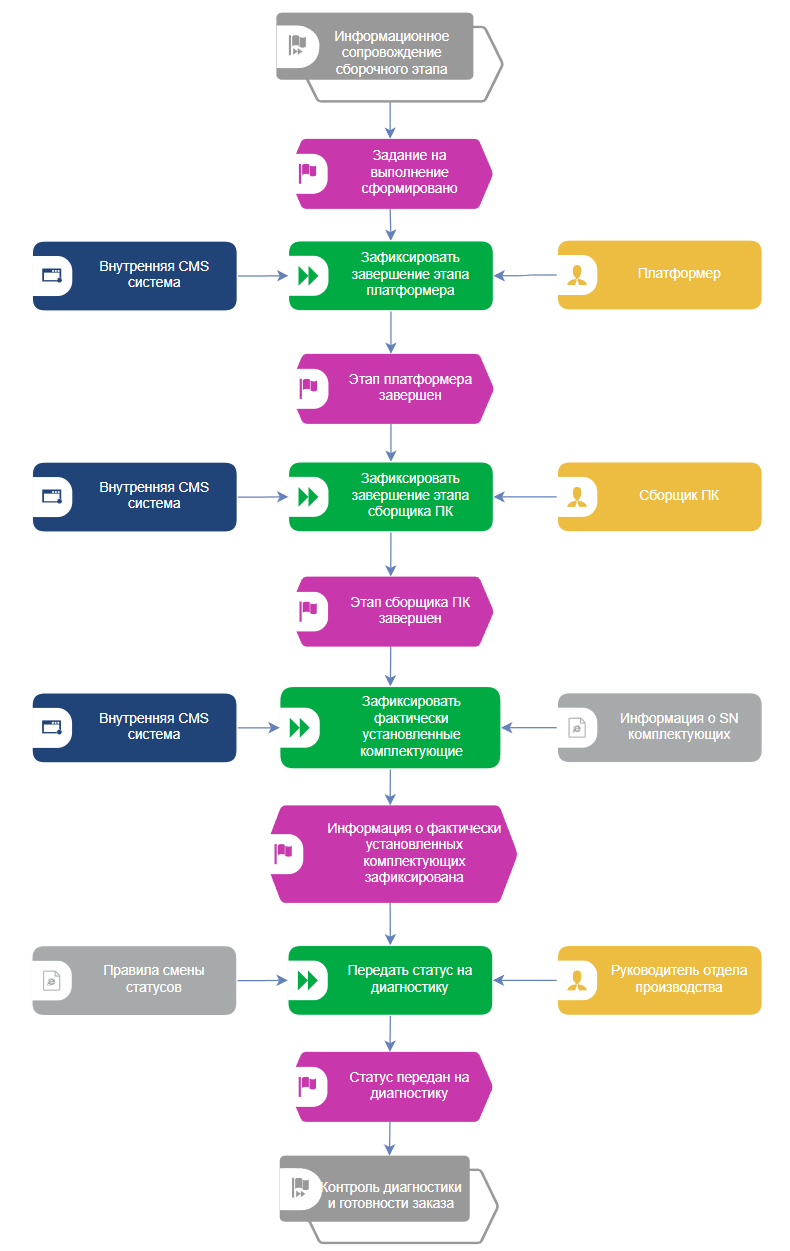 Информационное
сопровождение
сборочного этапа
Задание на
выполнение
сформировано
Внутренняя CMS
система
Зафиксировать
завершение этапа
платформера
Платформер
Этап платформера
завершен
Внутренняя CMS
система
Зафиксировать
завершение этапа
сборщика ПК
Сборщик ПК
Этап сборщика ПК
завершен
Внутренняя CMS
система
Зафиксировать
фактически
установленные
комплектующие
Информация о SN
комплектующих
Информация о фактически
установленных
комплектующих
зафиксирована
Правила смены
статусов
Передать статус на
диагностику
Руководитель отдела
производства
Статус передан на
диагностику
Контроль диагностики
и готовности заказа